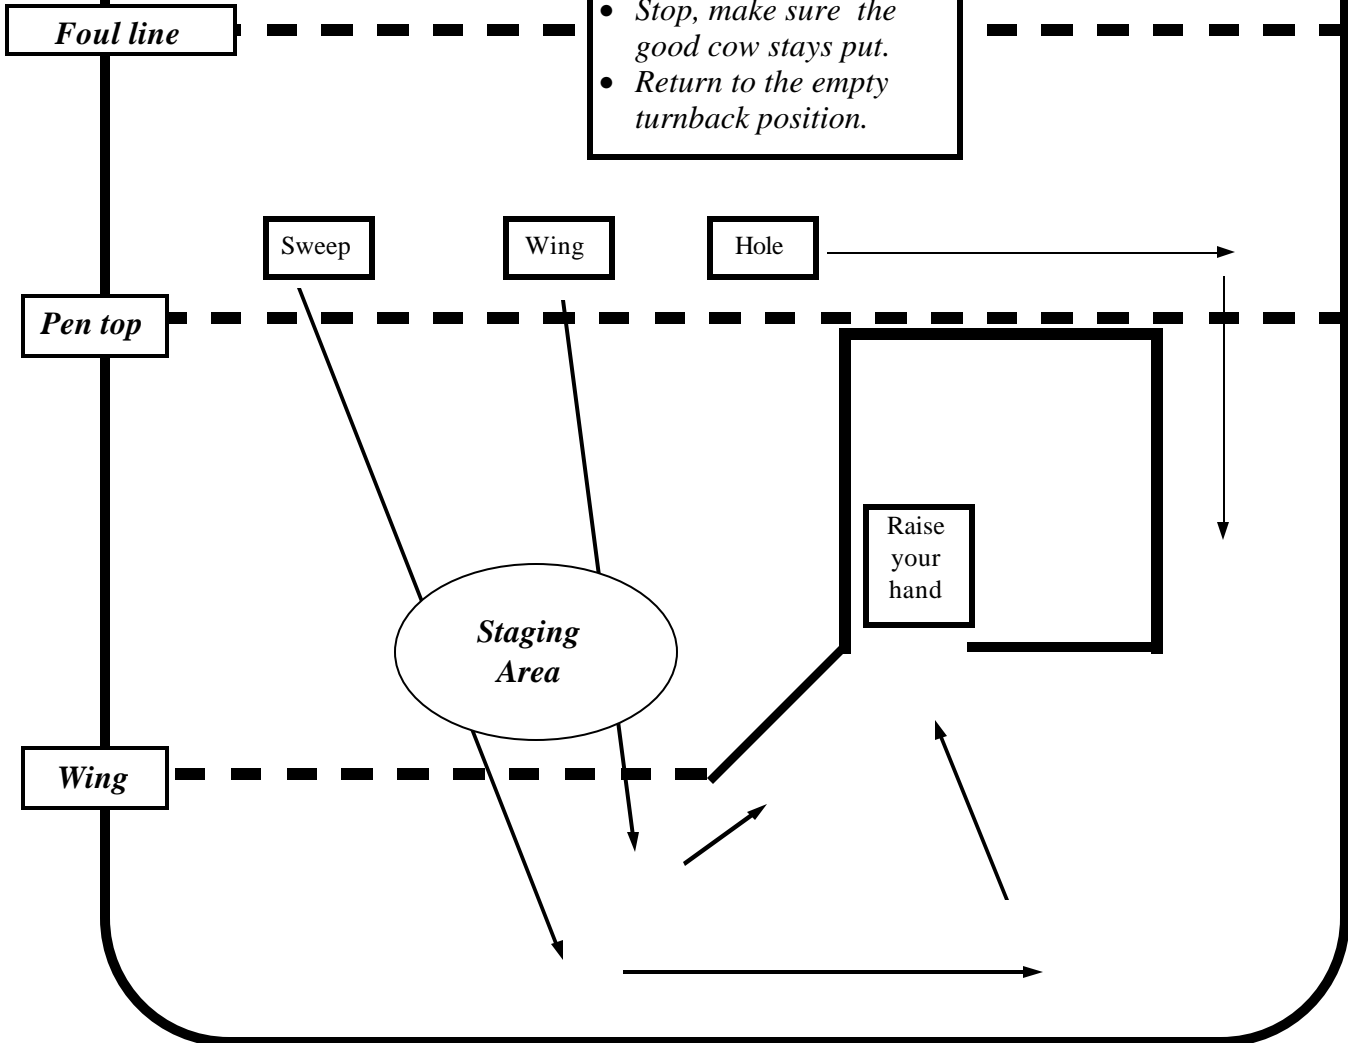 Foul line
• Stop, make sure the
good cow stays put.
• Return to the empty
turnback position.
Sweep
Wing
Hole
Pen top
Raise
your
hand
Staging
Area
Wing